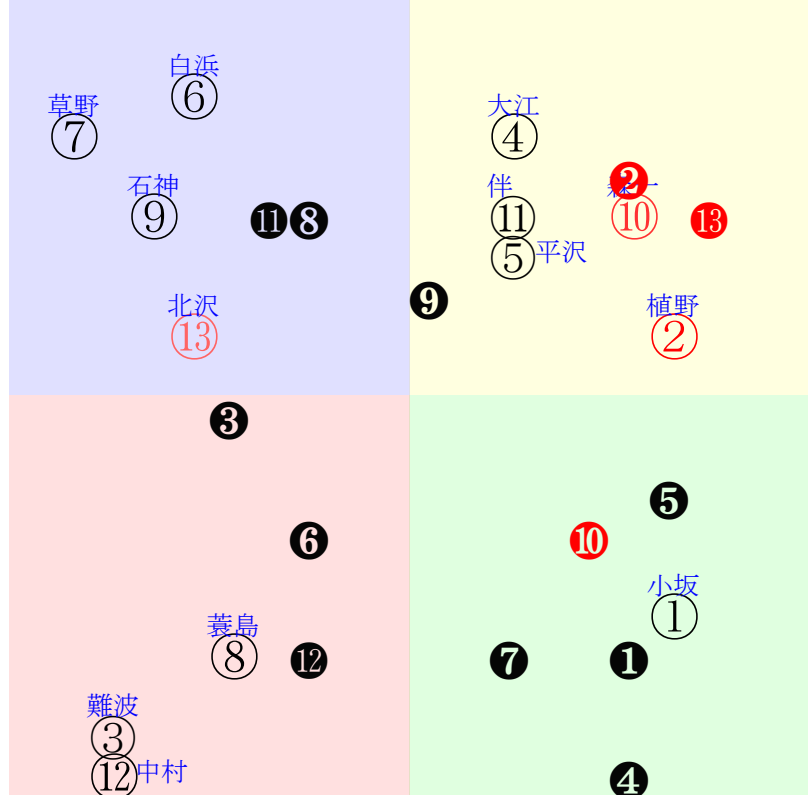 白浜
⑥
草野
⑦
大江
④
石神
⑨
⓫
❽
伴
⑪
❷
⑩
⓭
⑤平沢
❾
北沢
⑬
植野
②
❸
❺
❻
❿
小坂
①
蓑島
⑧
⓬
❼
❶
難波
③
⑫中村
❹